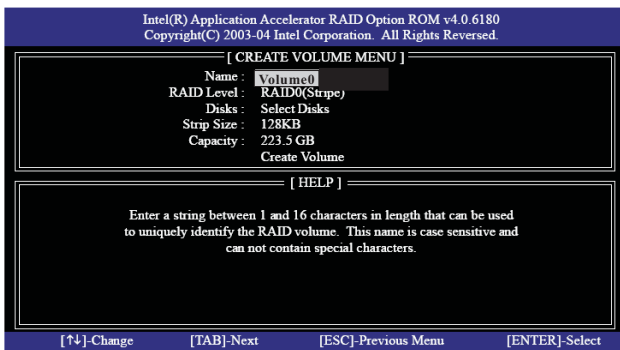 Intel(R) Application Accelerator RAID Option ROM v4.0.6180
Copyright(C) 2003-04 Intel Corporation. All Rights Reversed.
[ CREATE VOLUME MENU ]
Name : Volume0
RAID Level : RAID0(Stripe)
Disks : Select Disks
Strip Size : 128KB
Capacity : 223.5 GB
Create Volume
[ HELP ]
Enter a string between 1 and 16 characters in length that can be used
to uniquely identify the RAID volume. This name is case sensitive and
can not contain special characters.
[↑↓]-Change [TAB]-Next [ESC]-Previous Menu [ENTER]-Select